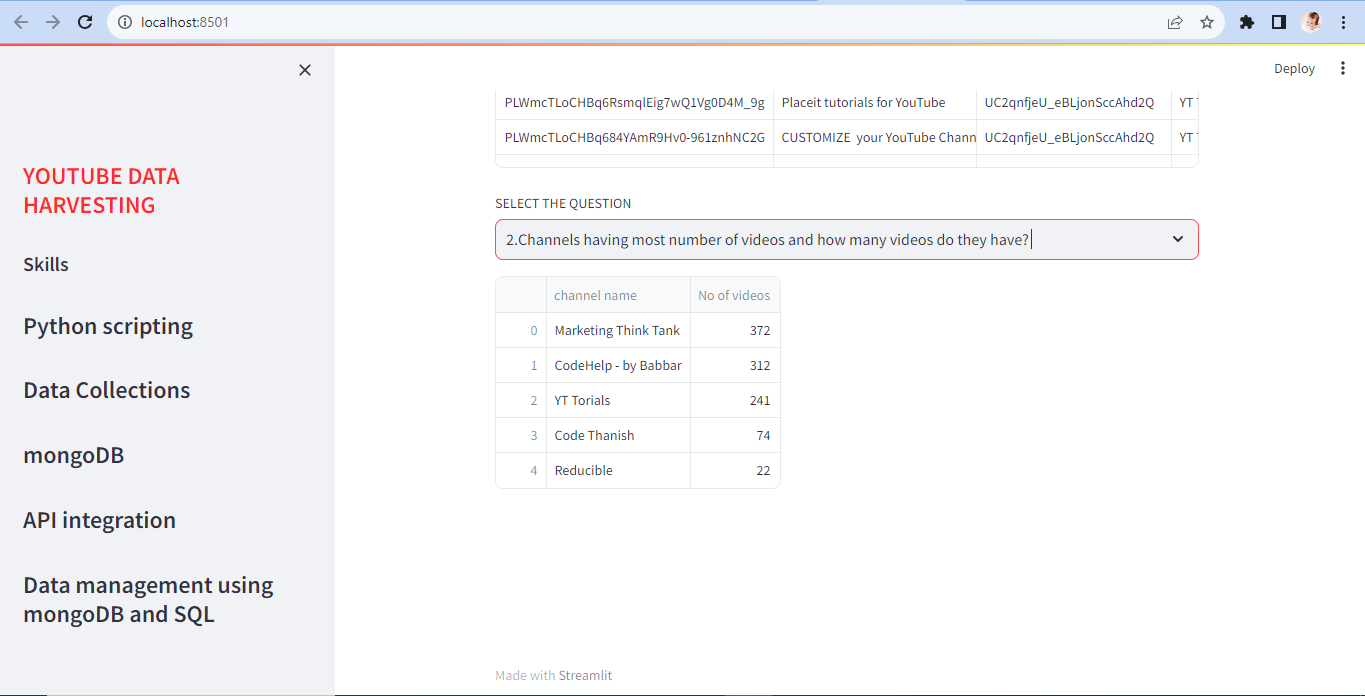 localhost:8501
Deploy
YOUTUBE DATA
HARVESTING
Skills
Python scripting
Data Collections
mongoDB
API integration
Data management using
mongoDB and SQL
PLWmcTLoCHBq6RsmqlEig7wQ1Vg0D4M_9g Placeit tutorials for YouTube UC2qnfjeU_eBLjonSccAhd2Q YT
PLWmcTLoCHBq684YAmR9Hv0-961znhNC2G CUSTOMIZE your YouTube Chann UC2qnfjeU_eBLjonSccAhd2Q YT
SELECT THE QUESTION
2.Channels having most number of videos and how many videos do they have?
channel name No of videos
0 Marketing Think Tank 372
1 CodeHelp - by Babbar 312
2 YT Torials 241
3 Code Thanish 74
4 Reducible 22
Made with Streamlit